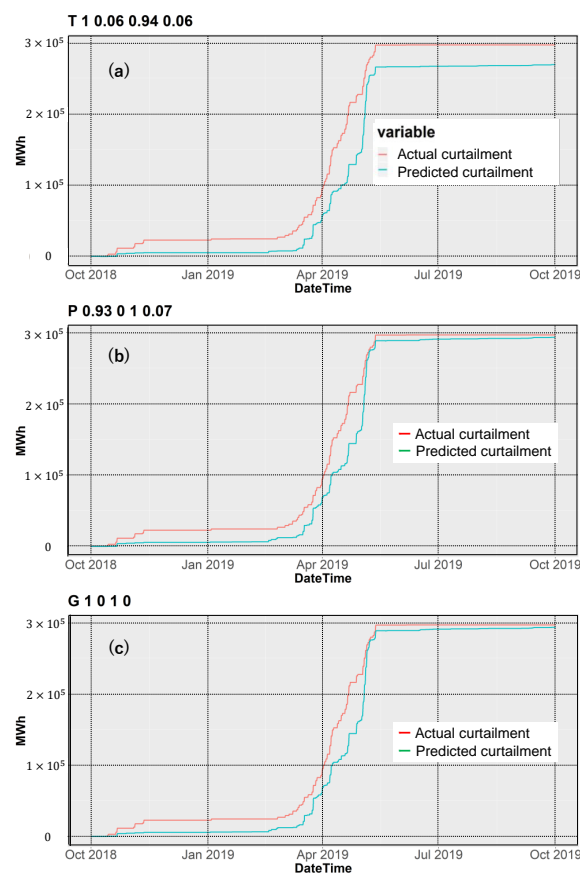 T 1 0.06 0.94 0.06
3 × 10⁵
(a)
2 × 10⁵
variable
Actual curtailment
Predicted curtailment
MWh
1 × 10⁵
0
Oct 2018 Jan 2019 Apr 2019 Jul 2019 Oct 2019
DateTime
P 0.93 0 1 0.07
3 × 10⁵
(b)
2 × 10⁵
MWh
Actual curtailment
Predicted curtailment
1 × 10⁵
0
Oct 2018 Jan 2019 Apr 2019 Jul 2019 Oct 2019
DateTime
G 1 0 1 0
3 × 10⁵
(c)
2 × 10⁵
MWh
Actual curtailment
Predicted curtailment
1 × 10⁵
0
Oct 2018 Jan 2019 Apr 2019 Jul 2019 Oct 2019
DateTime